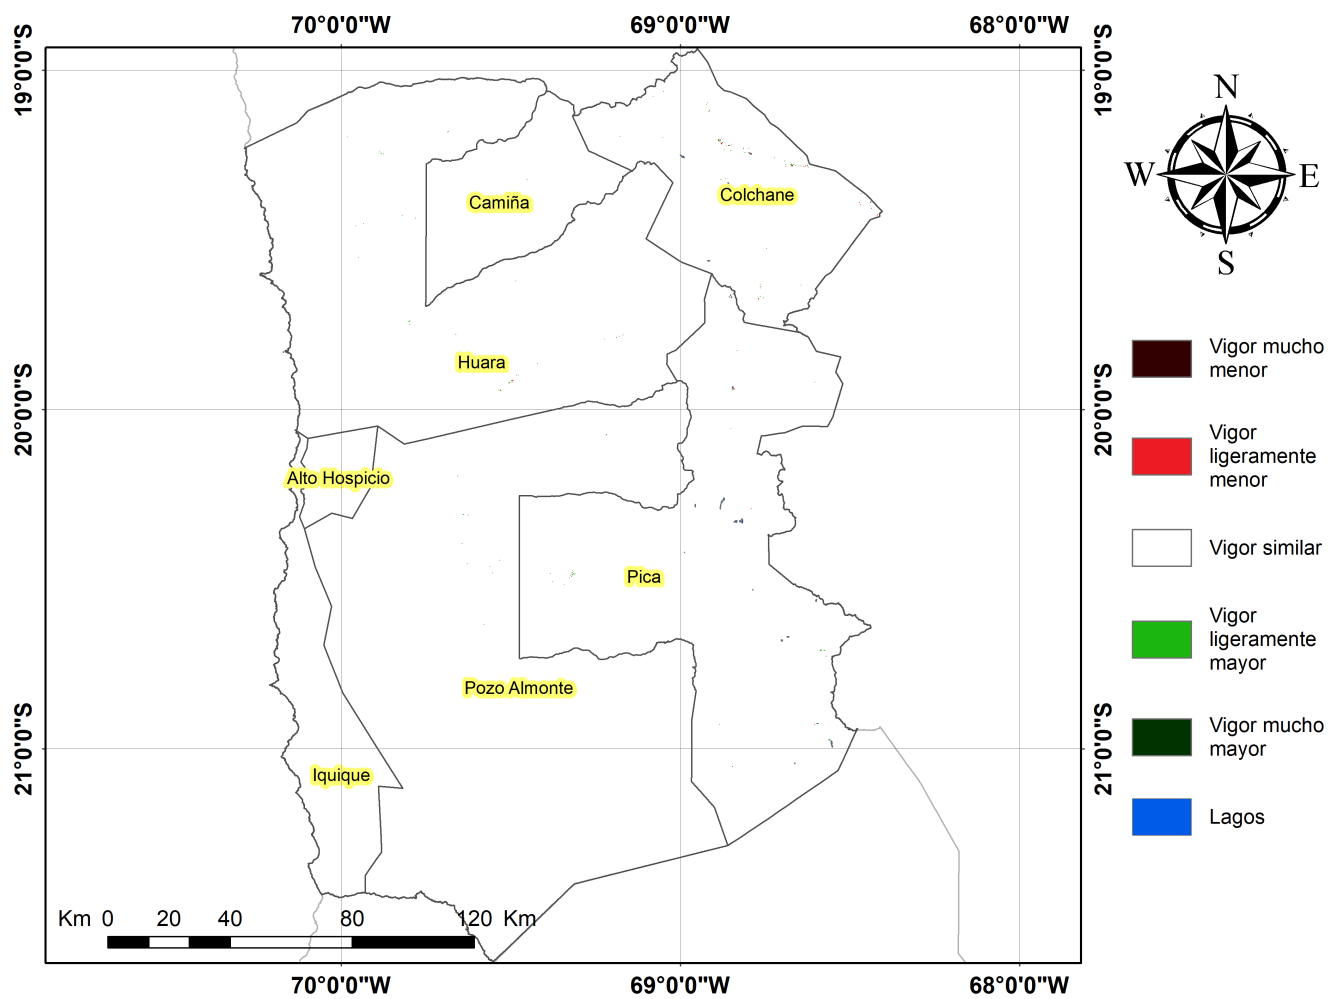 70°0'0"W 69°0'0"W 68°0'0"W
19°0'0"S
19°0'0"S
N
W
E
S
Camiña
Colchane
Vigor mucho
menor
Huara
20°0'0"S
20°0'0"S
Vigor
ligeramente
menor
Alto Hospicio
Vigor similar
Pica
Vigor
ligeramente
mayor
Pozo Almonte
21°0'0"S
21°0'0"S
Vigor mucho
mayor
Iquique
Lagos
Km 0 20 40 80 120 Km
70°0'0"W 69°0'0"W 68°0'0"W